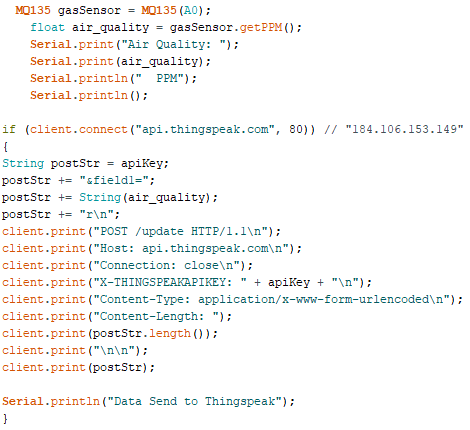 MQ135 gasSensor = MQ135(A0);
float air_quality = gasSensor.getPPM();
Serial.print("Air Quality: ");
Serial.print(air_quality);
Serial.println("  PPM");
Serial.println();

if (client.connect("api.thingspeak.com", 80)) // "184.106.153.149"
{
String postStr = apiKey;
postStr += "&field1=";
postStr += String(air_quality);
postStr += "r\n";
client.print("POST /update HTTP/1.1\n");
client.print("Host: api.thingspeak.com\n");
client.print("Connection: close\n");
client.print("X-THINGSPEAKAPIKEY: " + apiKey + "\n");
client.print("Content-Type: application/x-www-form-urlencoded\n");
client.print("Content-Length: ");
client.print(postStr.length());
client.print("\n\n");
client.print(postStr);

Serial.println("Data Send to Thingspeak");
}